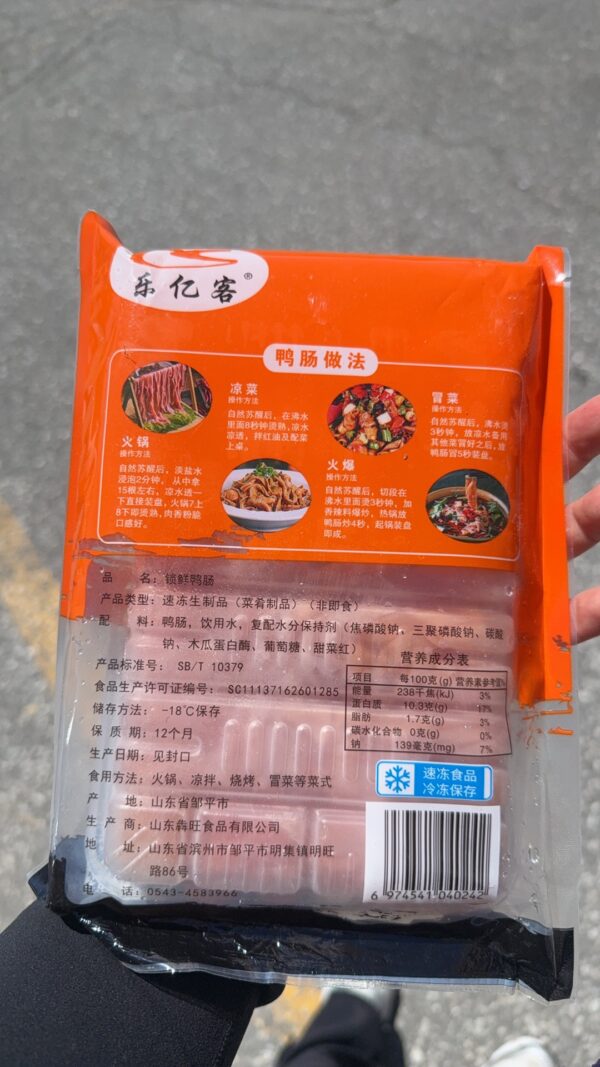 乐亿客®
鸭肠做法
火锅
操作方法
自然苏醒后，淡盐水
浸泡2分钟，从中拿
15根左右，凉水透一
下直接装盘，火锅7上
8下即烫熟，肉香粉脆
口感好。
凉菜
操作方法
自然苏醒后，在沸水
里面8秒钟烫熟，凉水
凉透，拌红油及配菜
上桌。
火爆
操作方法
自然苏醒后，切段在
沸水里面烫3秒钟，加
香辣料爆炒，热锅放
鸭肠炒4秒，起锅装盘
即成。
冒菜
操作方法
自然苏醒后，沸水烫
3秒钟，放凉水备用
其他菜冒好之后，放
鸭肠冒5秒装盘。
品 名：锁鲜鸭肠
产品类型：速冻生制品（菜肴制品）（非即食）
配 料：鸭肠，饮用水，复配水分保持剂（焦磷酸钠、三聚磷酸钠、碳酸
钠、木瓜蛋白酶、葡萄糖、甜菜红）
产品标准号：SB/T 10379
食品生产许可证编号：SC11137162601285
储存方法：-18℃保存
保 质 期：12个月
生产日期：见封口
食用方法：火锅、凉拌、烧烤、冒菜等菜式
产 地：山东省邹平市
生 产 商：山东犇旺食品有限公司
地 址：山东省滨州市邹平市明集镇明旺
路86号
电 话：0543-4583966
营养成分表
项目 每100克(g) 营养素参考值%
能量 238千焦(kJ) 3%
蛋白质 10.3克(g) 17%
脂肪 1.7克(g) 3%
碳水化合物 0克(g) 0%
钠 139毫克(mg) 7%
速冻食品
冷冻保存
6 974541 040242